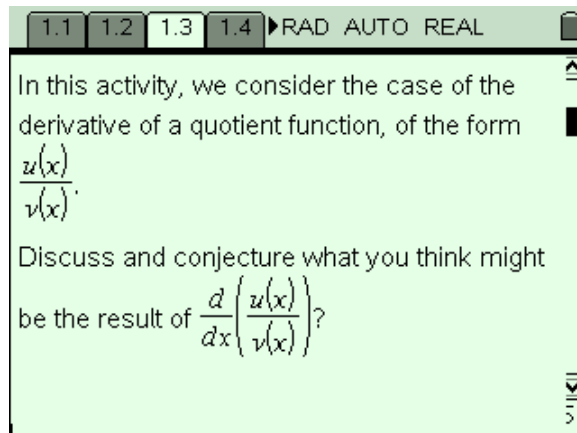 1.1 1.2 1.3 1.4 RAD AUTO REAL
In this activity, we consider the case of the
derivative of a quotient function, of the form
u(x)/v(x).
Discuss and conjecture what you think might
be the result of d/dx(u(x)/v(x))?